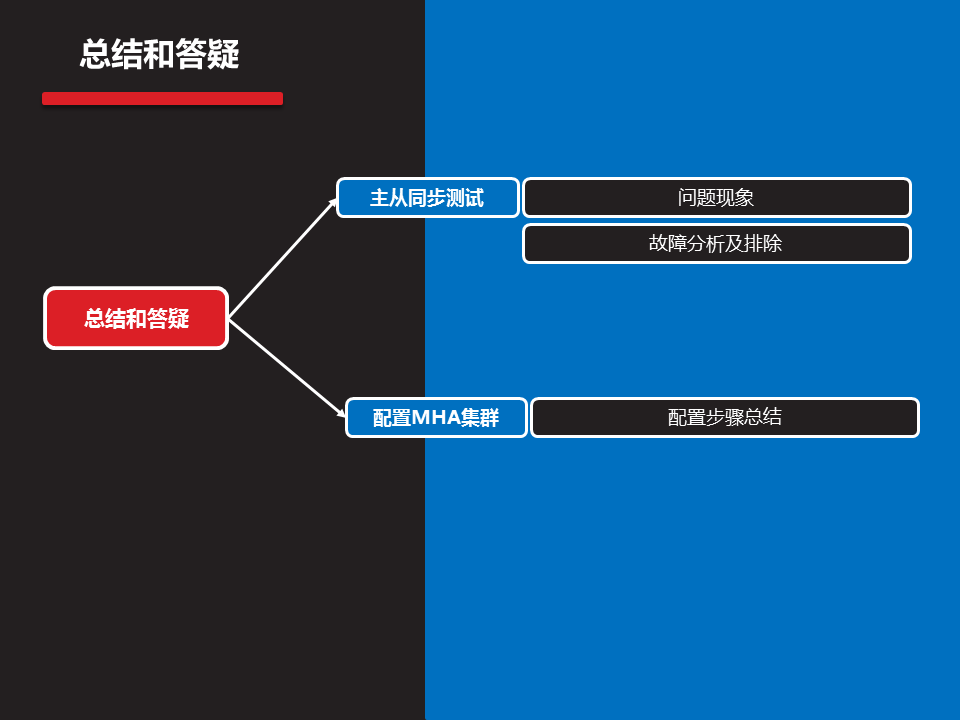 总结和答疑
主从同步测试
问题现象
故障分析及排除
总结和答疑
配置MHA集群
配置步骤总结